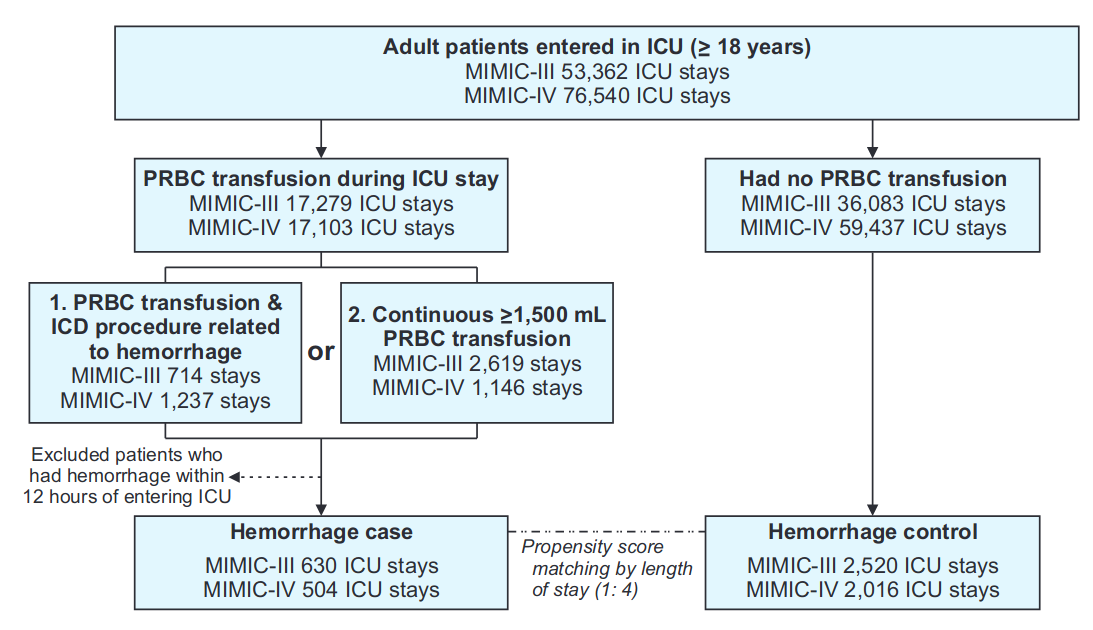 Adult patients entered in ICU (≥ 18 years)
MIMIC-III 53,362 ICU stays
MIMIC-IV 76,540 ICU stays
PRBC transfusion during ICU stay
MIMIC-III 17,279 ICU stays
MIMIC-IV 17,103 ICU stays
Had no PRBC transfusion
MIMIC-III 36,083 ICU stays
MIMIC-IV 59,437 ICU stays
1. PRBC transfusion &
ICD procedure related
to hemorrhage
MIMIC-III 714 stays
MIMIC-IV 1,237 stays
or
2. Continuous ≥1,500 mL
PRBC transfusion
MIMIC-III 2,619 stays
MIMIC-IV 1,146 stays
Excluded patients who
had hemorrhage within
12 hours of entering ICU
Hemorrhage case
MIMIC-III 630 ICU stays
MIMIC-IV 504 ICU stays
Propensity score
matching by length
of stay (1: 4)
Hemorrhage control
MIMIC-III 2,520 ICU stays
MIMIC-IV 2,016 ICU stays